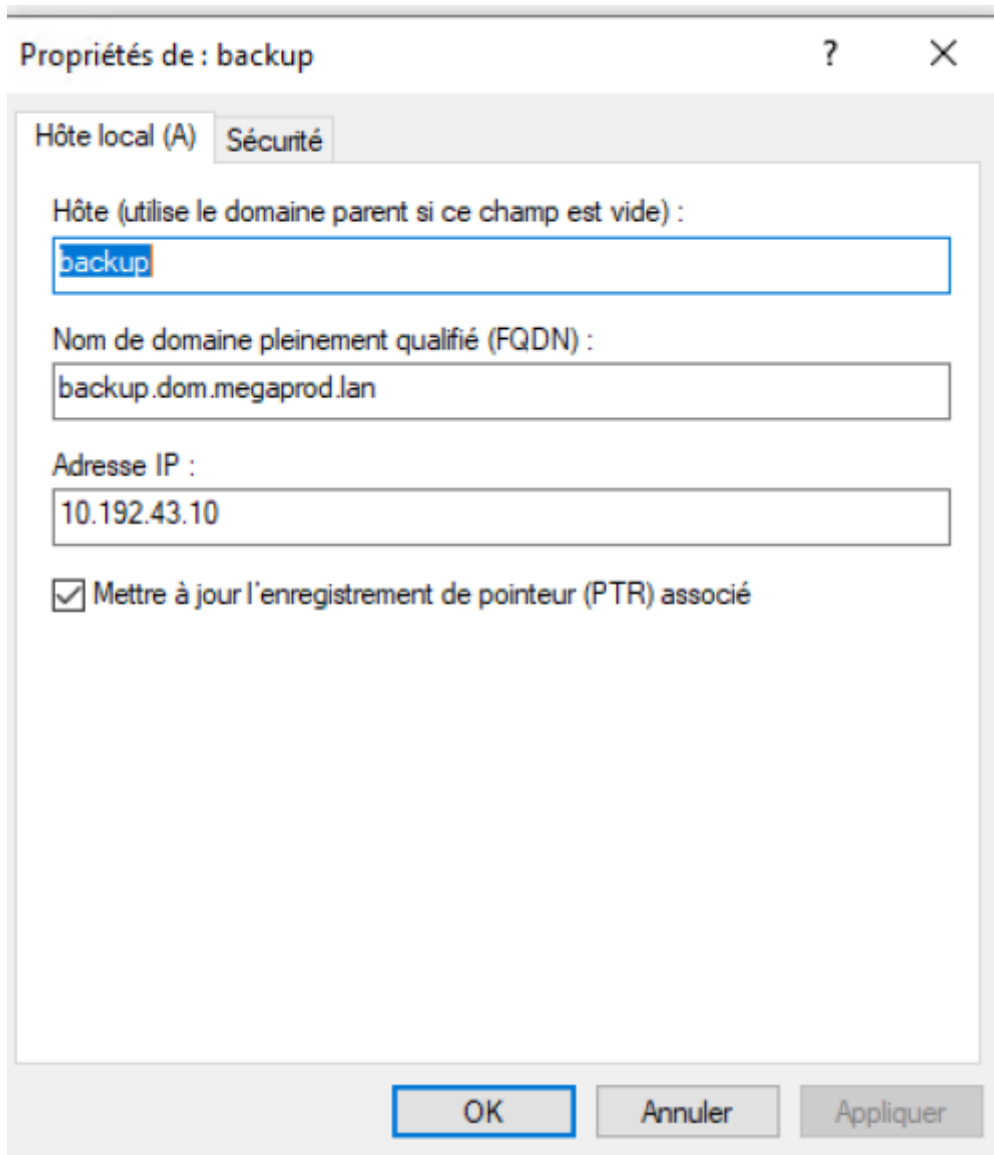 Propriétés de : backup
?
Hôte local (A)
Sécurité
Hôte (utilise le domaine parent si ce champ est vide) :
backup
Nom de domaine pleinement qualifié (FQDN) :
backup.dom.megaprod.lan
Adresse IP :
10.192.43.10
Mettre à jour l'enregistrement de pointeur (PTR) associé
OK
Annuler
Appliquer